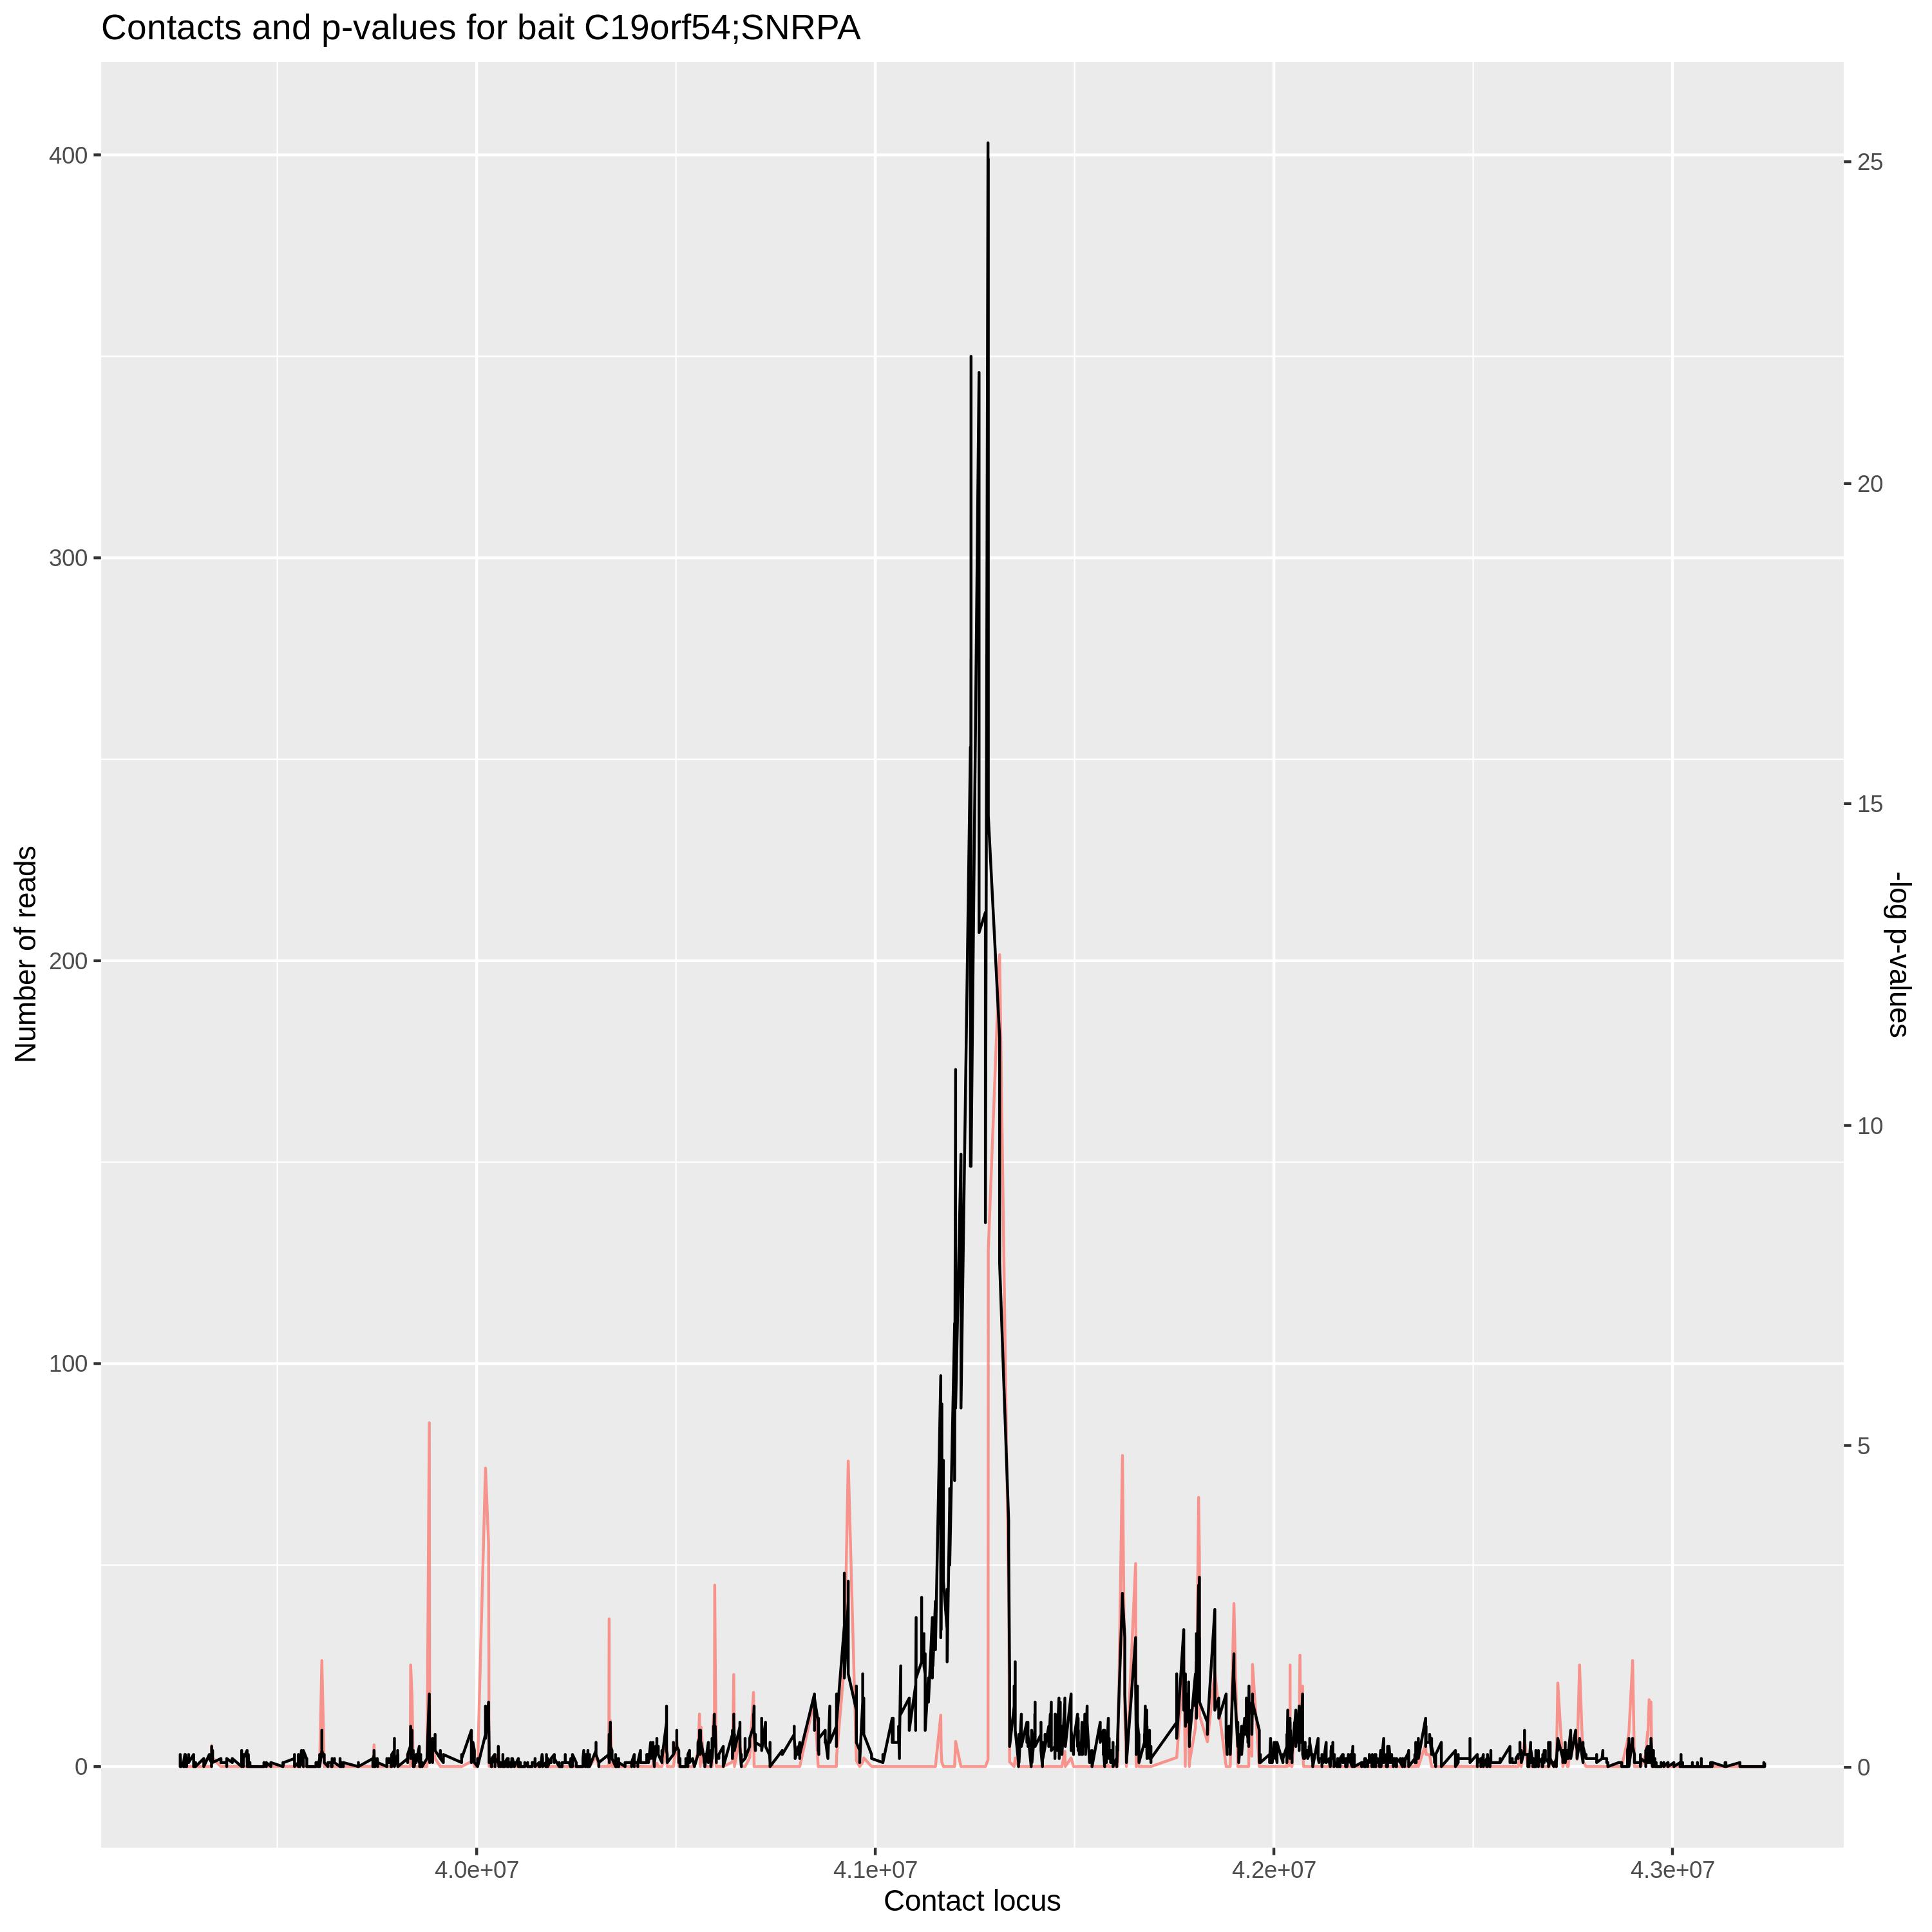 Contacts and p-values for bait C19orf54;SNRPA
400
300
200
100
0
Number of reads
25
20
15
10
5
0
-log p-values
4.0e+07
4.1e+07
4.2e+07
4.3e+07
Contact locus